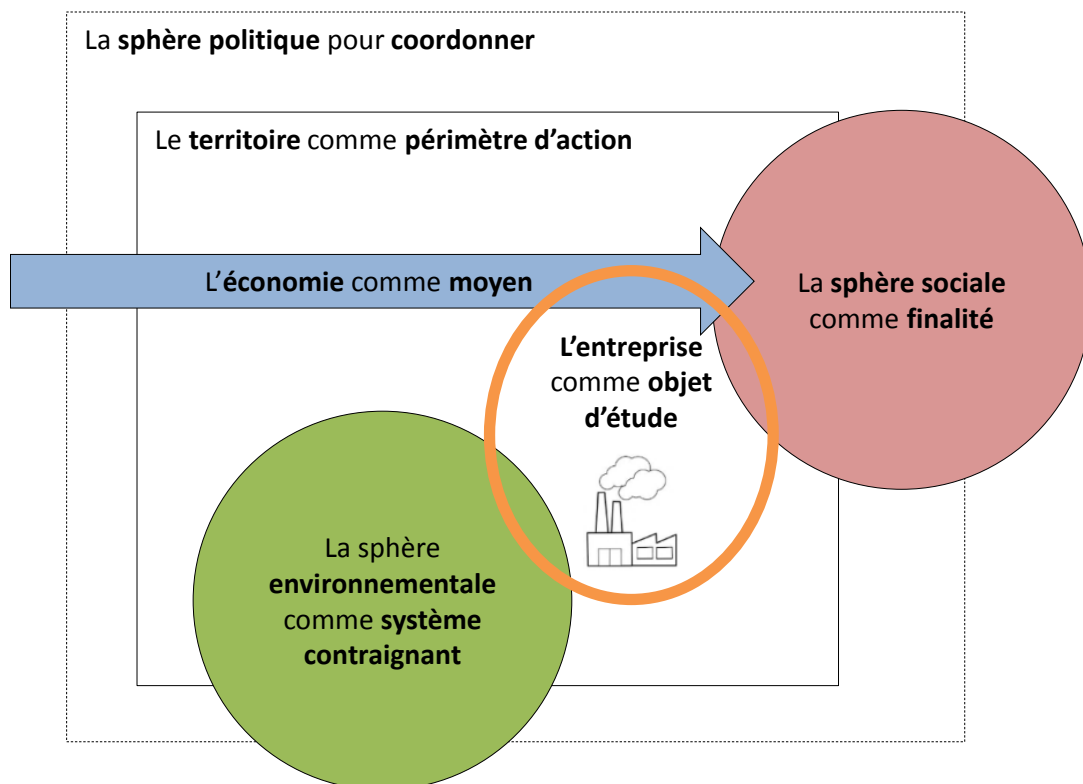 La sphère politique pour coordonner
Le territoire comme périmètre d’action
L’économie comme moyen
La sphère sociale
comme finalité
L’entreprise
comme objet
d’étude
La sphère
environnementale
comme système
contraignant